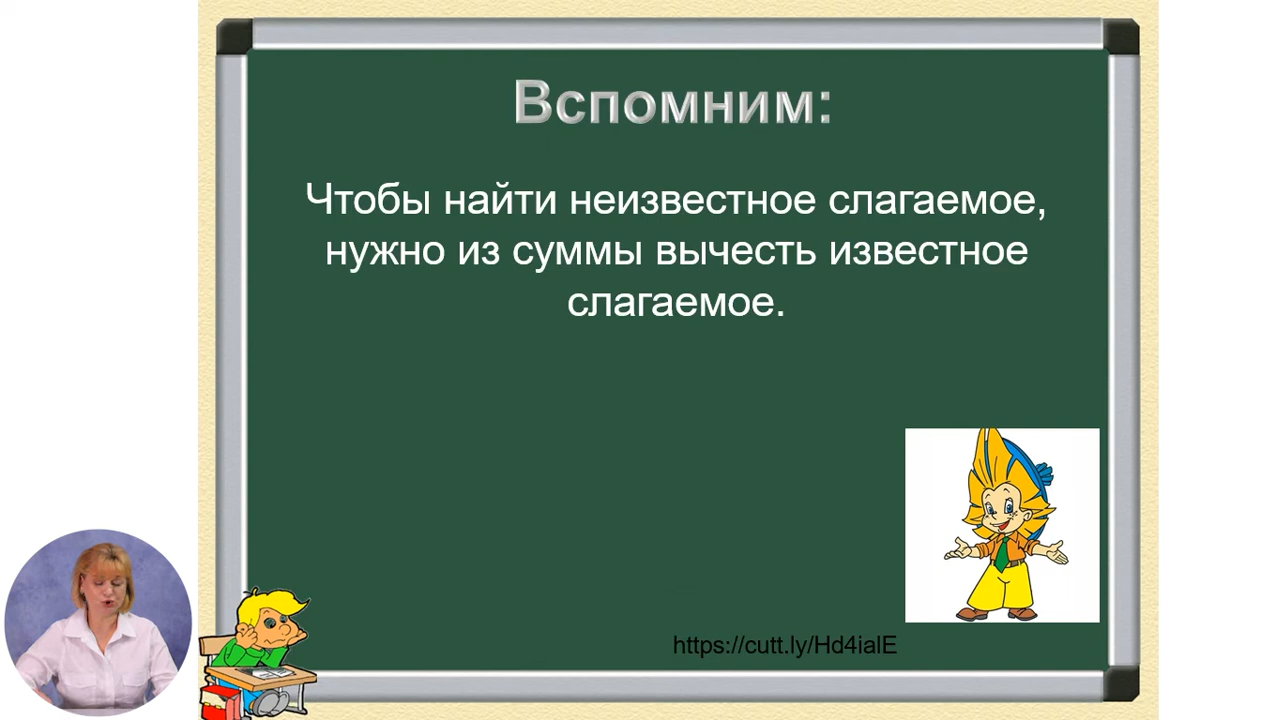 Вспомним:
Чтобы найти неизвестное слагаемое,
нужно из суммы вычесть известное
слагаемое.
https://cutt.ly/Hd4ialE